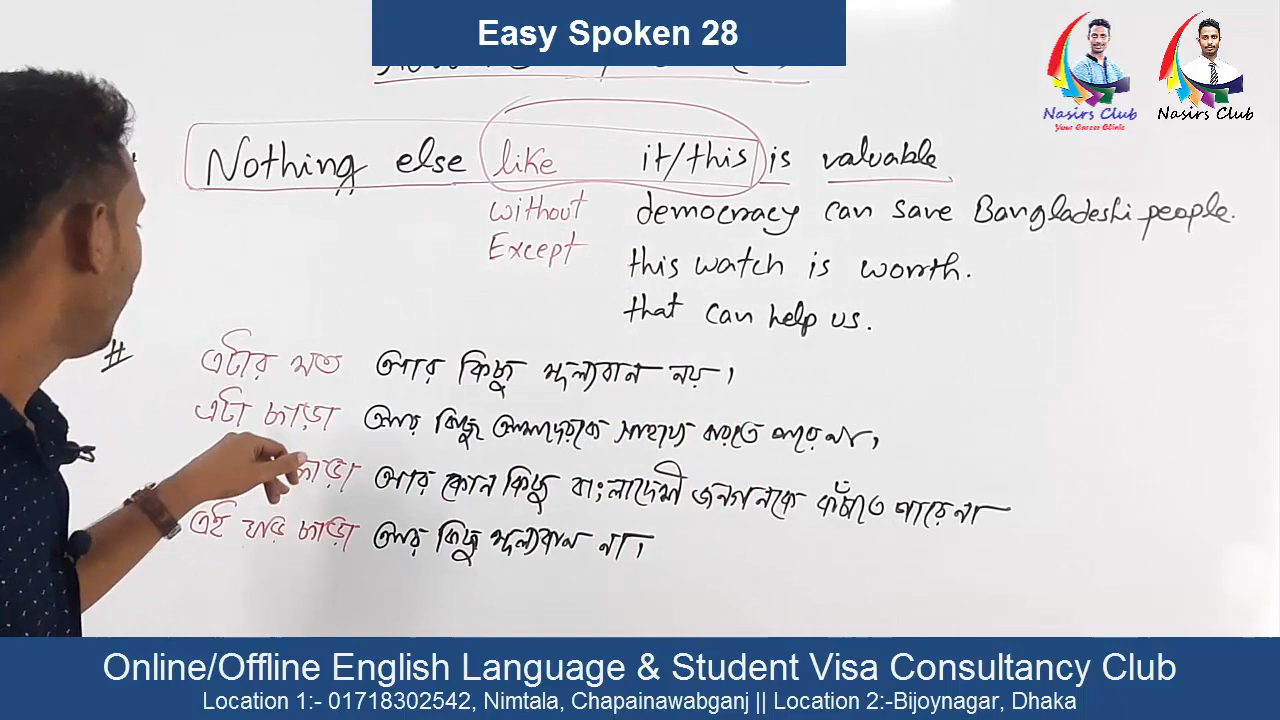 Easy Spoken 28
Nasirs Club
Your Career Clinic
Nasirs Club
Nothing else like it/this is valuable
without democracy can save Bangladeshi people.
Except this watch is worth.
that can help us.
# এটার মত আর কিছু মূল্যবান নয়।
এটা ছাড়া আর কিছু আমাদেরকে সাহায্য করতে পারে না।
ছাড়া আর কোন কিছু বাংলাদেশী জনগনকে বাঁচাতে পারে না
এই ঘড়ি ছাড়া আর কিছু মূল্যবান না।
Online/Offline English Language & Student Visa Consultancy Club
Location 1:- 01718302542, Nimtala, Chapainawabganj || Location 2:-Bijoynagar, Dhaka